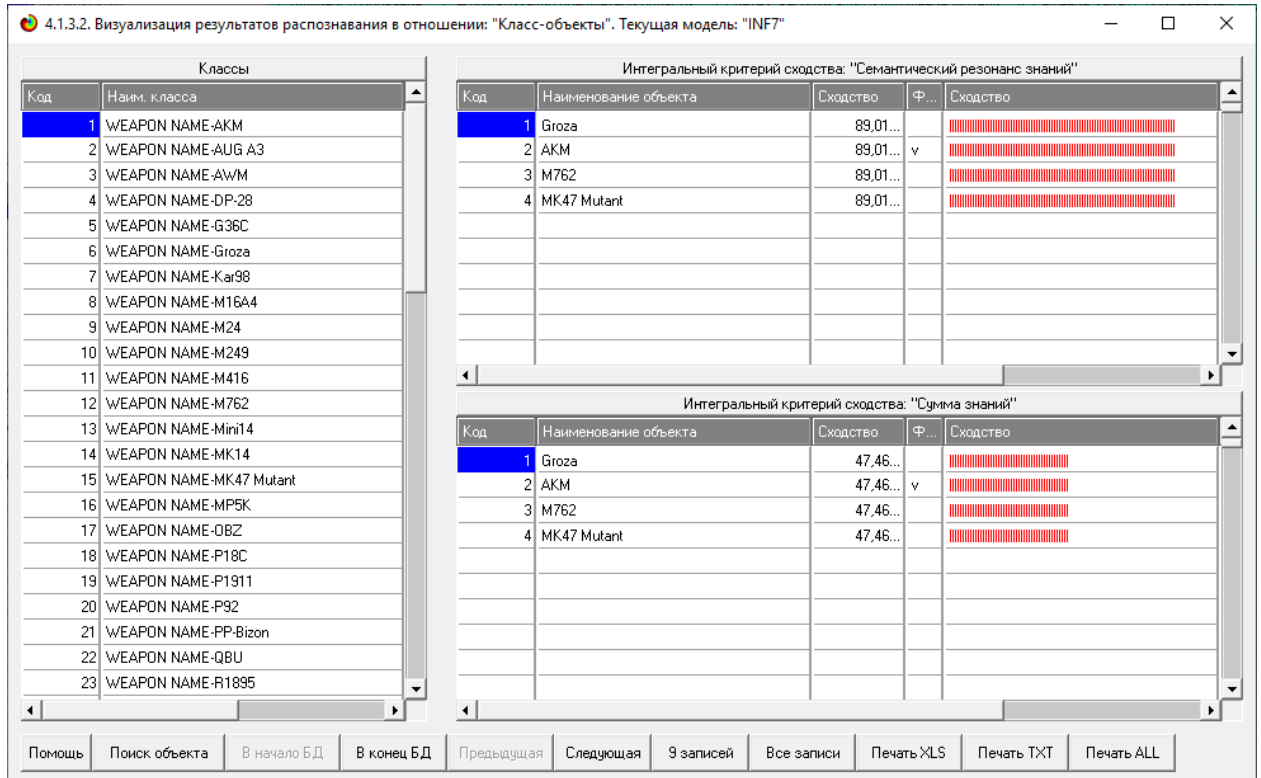 4.1.3.2. Визуализация результатов распознавания в отношении: "Класс-объекты". Текущая модель: "INF7"
Классы
Код Наим. класса
1 WEAPON NAME-AKM
2 WEAPON NAME-AUG A3
3 WEAPON NAME-AWM
4 WEAPON NAME-DP-28
5 WEAPON NAME-G36C
6 WEAPON NAME-Groza
7 WEAPON NAME-Kar98
8 WEAPON NAME-M16A4
9 WEAPON NAME-M24
10 WEAPON NAME-M249
11 WEAPON NAME-M416
12 WEAPON NAME-M762
13 WEAPON NAME-Mini14
14 WEAPON NAME-MK14
15 WEAPON NAME-MK47 Mutant
16 WEAPON NAME-MP5K
17 WEAPON NAME-OBZ
18 WEAPON NAME-P18C
19 WEAPON NAME-P1911
20 WEAPON NAME-P92
21 WEAPON NAME-PP-Bizon
22 WEAPON NAME-QBU
23 WEAPON NAME-R1895
Интегральный критерий сходства: "Семантический резонанс знаний"
Код Наименование объекта Сходство Ф... Сходство
1 Groza 89,01...
2 AKM 89,01... v
3 M762 89,01...
4 MK47 Mutant 89,01...
Интегральный критерий сходства: "Сумма знаний"
Код Наименование объекта Сходство Ф... Сходство
1 Groza 47,46...
2 AKM 47,46... v
3 M762 47,46...
4 MK47 Mutant 47,46...
Помощь Поиск объекта В начало БД В конец БД Предыдущая Следующая 9 записей Все записи Печать XLS Печать TXT Печать ALL